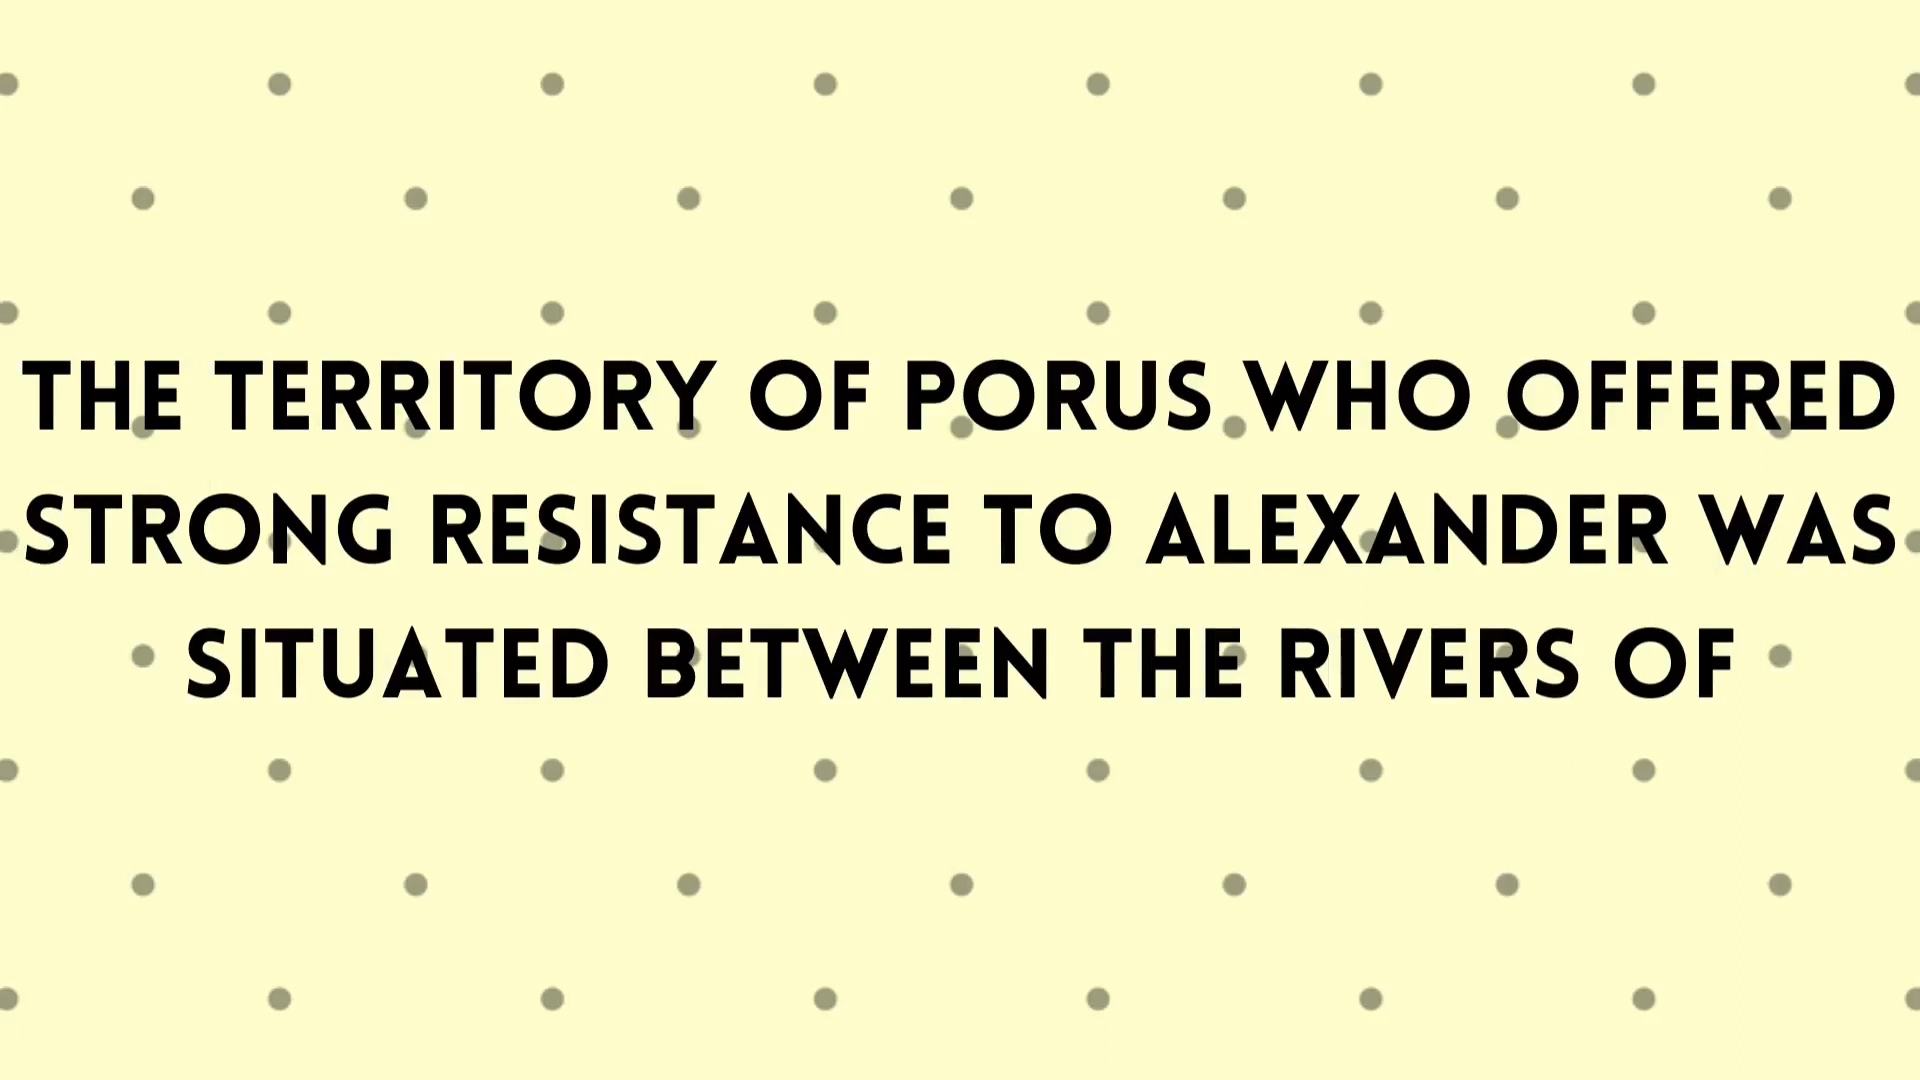 THE TERRITORY OF PORUS WHO OFFERED
STRONG RESISTANCE TO ALEXANDER WAS
SITUATED BETWEEN THE RIVERS OF